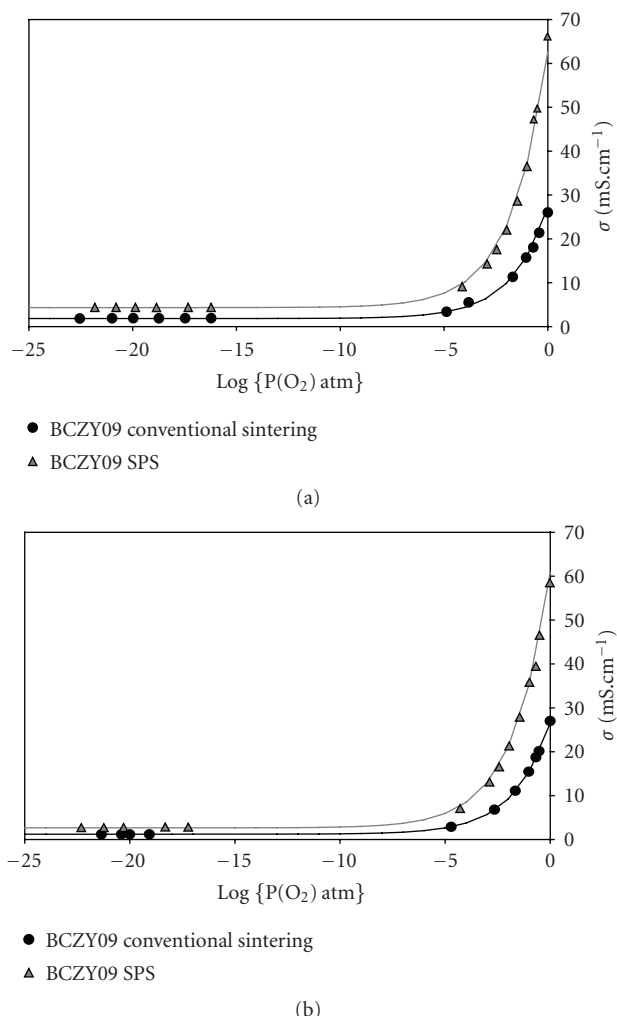 70
60
50
40
30
20
10
0
σ (mS.cm⁻¹)
−25 −20 −15 −10 −5 0
Log {P(O₂) atm}
BCZY09 conventional sintering
BCZY09 SPS
(a)
70
60
50
40
30
20
10
0
σ (mS.cm⁻¹)
−25 −20 −15 −10 −5 0
Log {P(O₂) atm}
BCZY09 conventional sintering
BCZY09 SPS
(b)